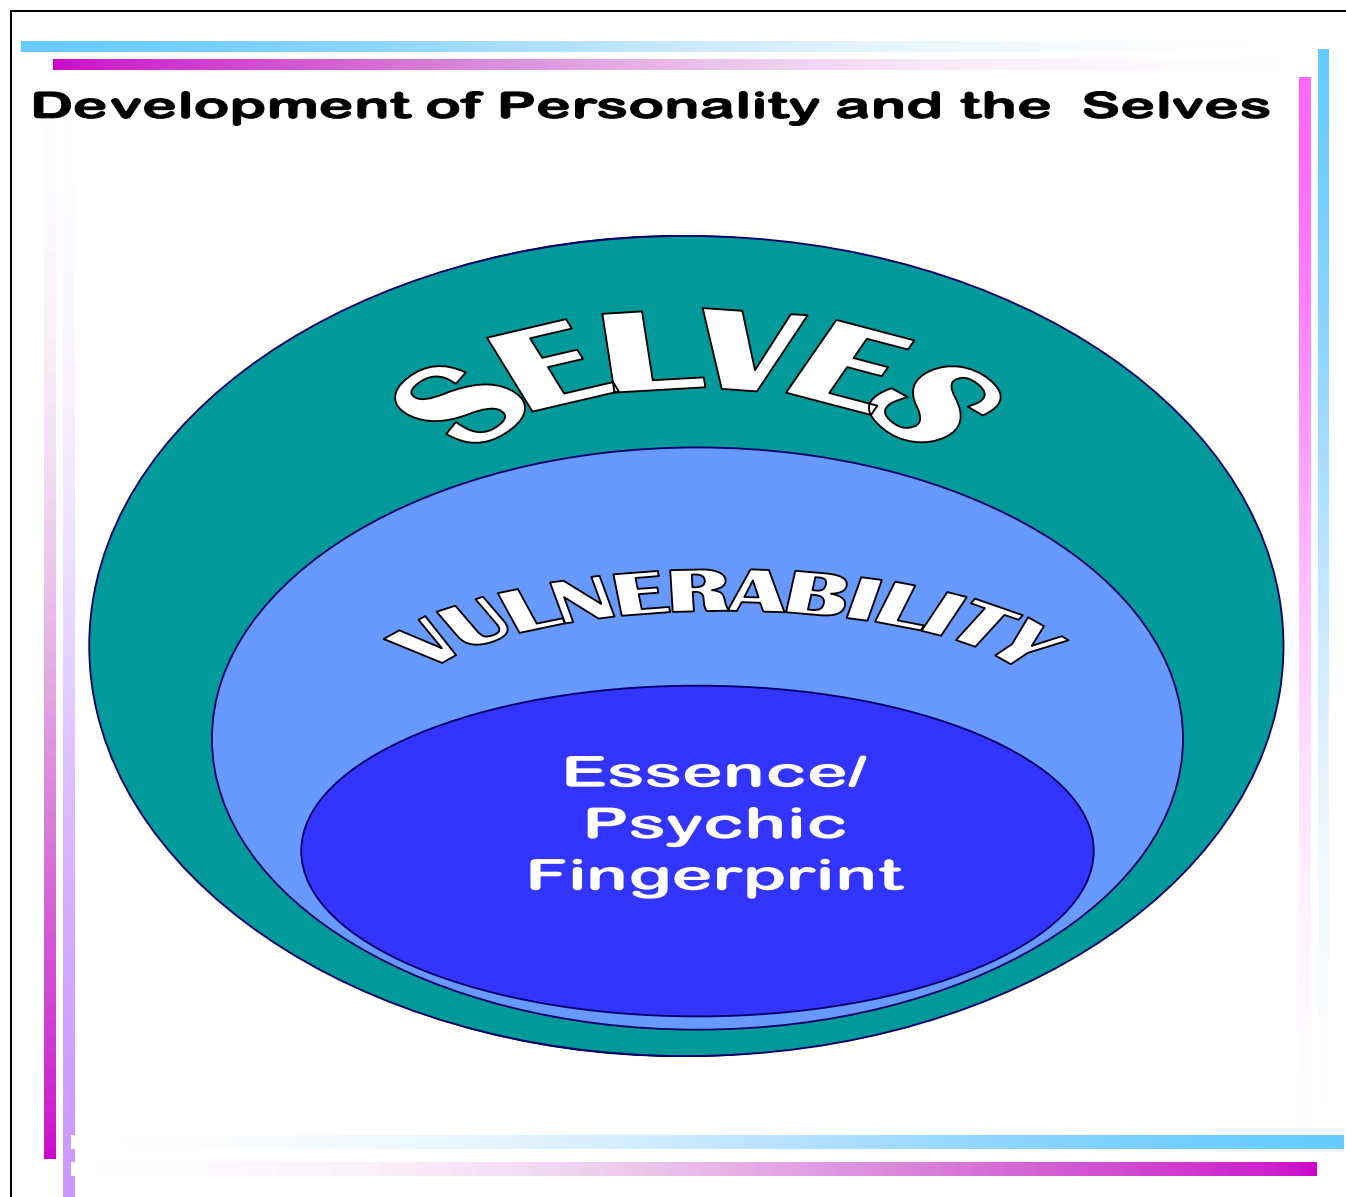 Development of Personality and the  Selves
SELVES
VULNERABILITY
Essence/
Psychic
Fingerprint